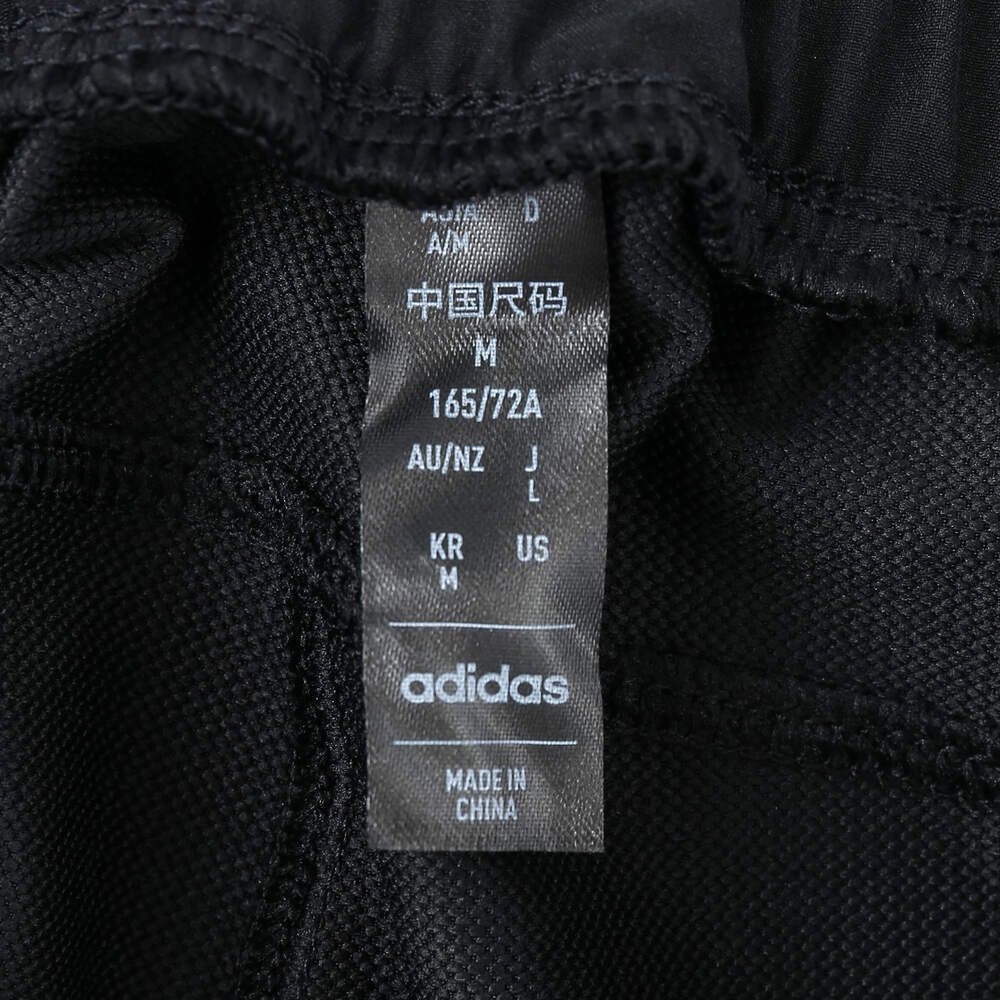 ASIA D
A/M
中国尺码
M
165/72A
AU/NZ J
L
KR US
M
adidas
MADE IN
CHINA